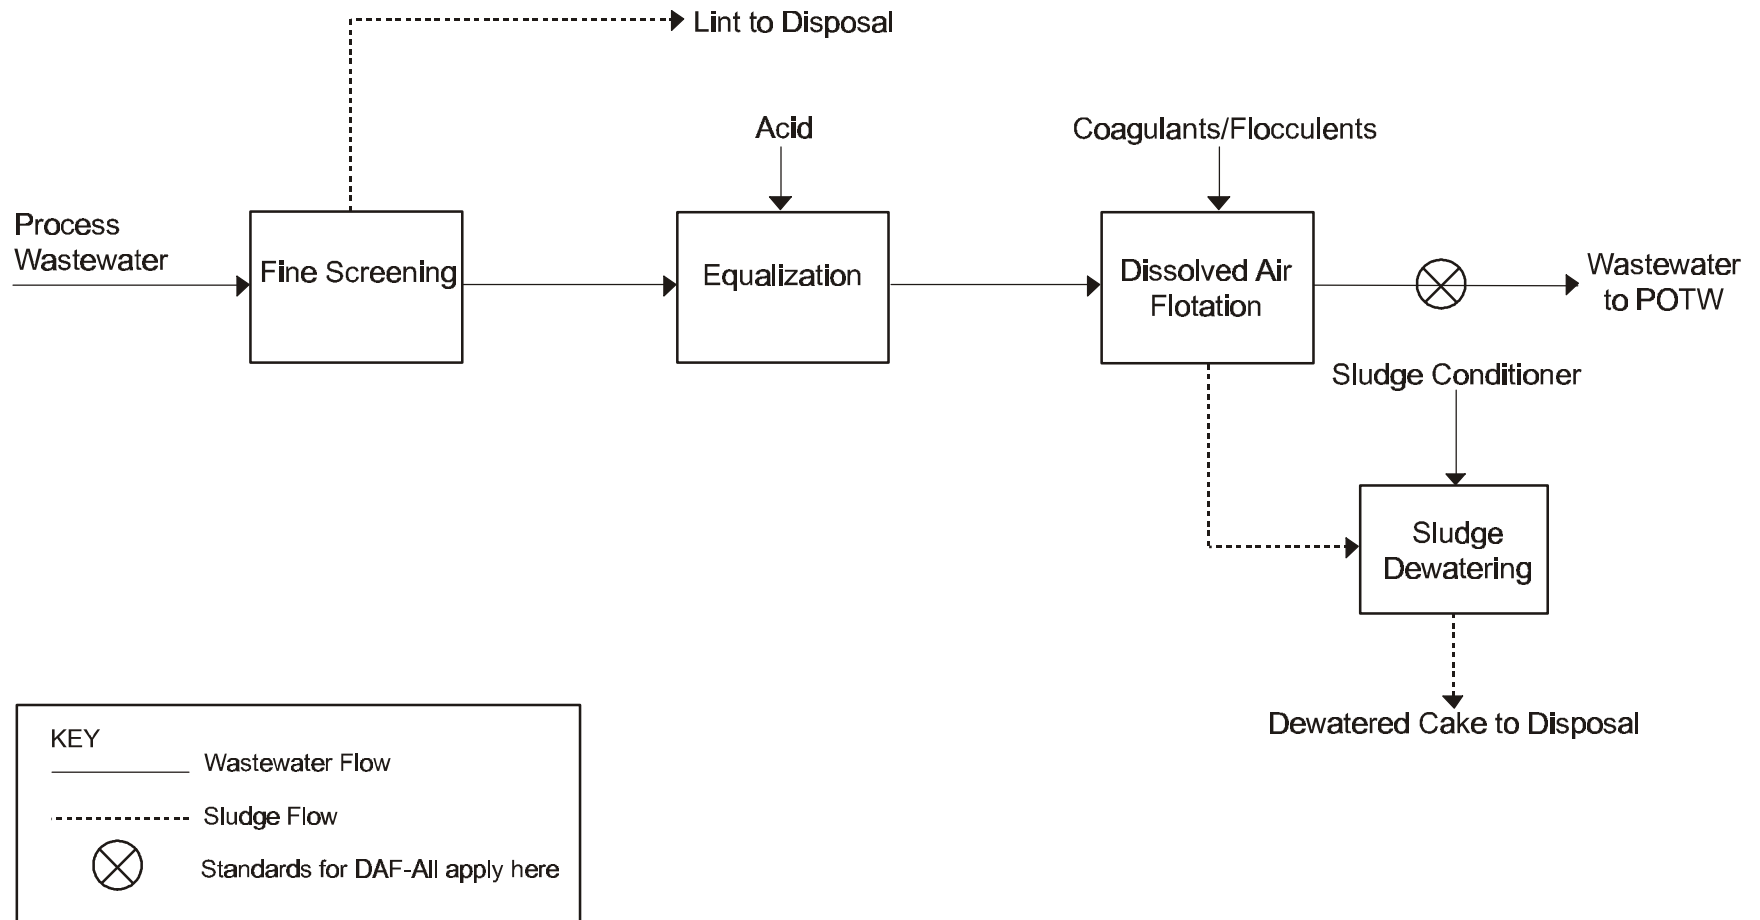 Lint to Disposal
Acid
Coagulants/Flocculents
Process
Wastewater
Fine Screening
Equalization
Dissolved Air
Flotation
Wastewater
to POTW
Sludge Conditioner
Sludge
Dewatering
Dewatered Cake to Disposal
KEY
Wastewater Flow
Sludge Flow
Standards for DAF-All apply here